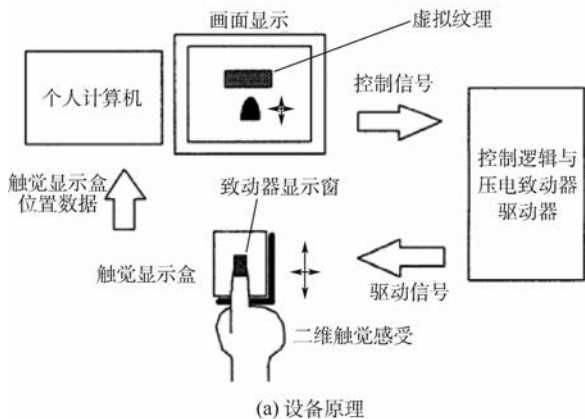 画面显示
虚拟纹理
个人计算机
控制信号
控制逻辑与
压电致动器
驱动器
触觉显示盒
位置数据
致动器显示窗
触觉显示盒
驱动信号
二维触觉感受
(a) 设备原理